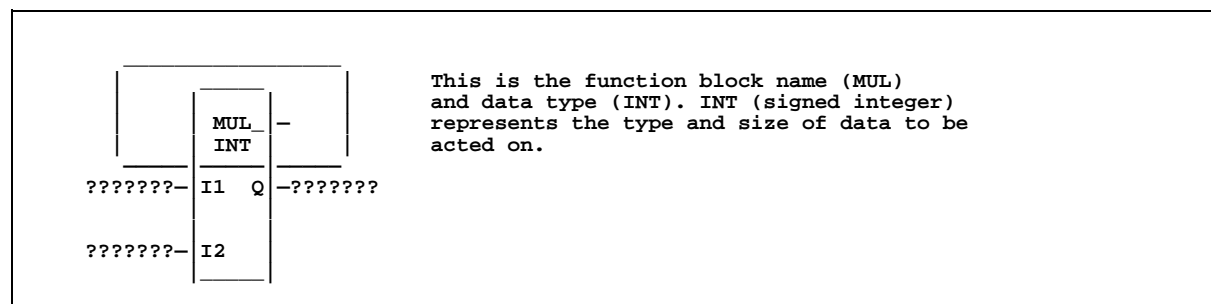 This is the function block name (MUL)
and data type (INT). INT (signed integer)
MUL_ represents the type and size of data to be
INT acted on.
???????–I1 Q–???????
???????–I2